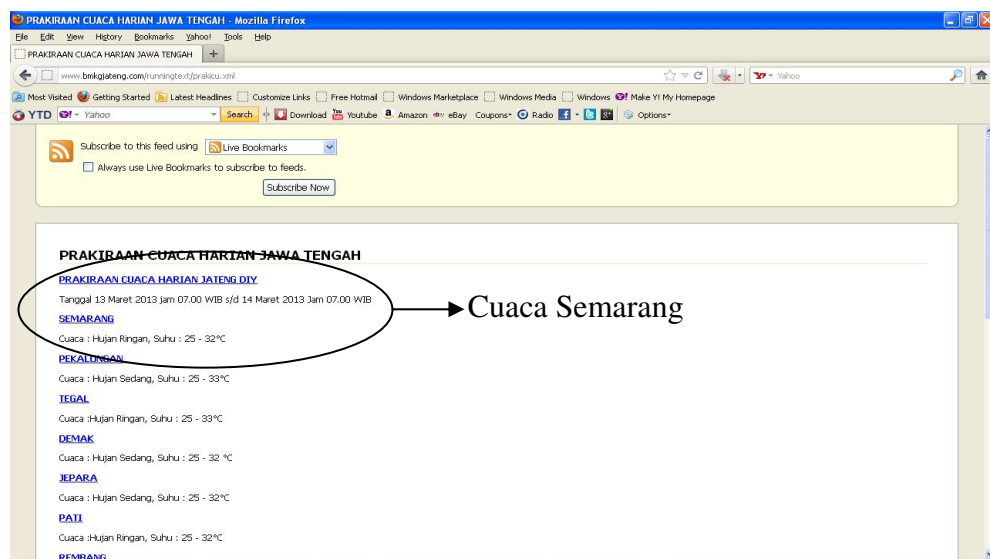 PRAKIRAAN CUACA HARIAN JAWA TENGAH - Mozilla Firefox
File Edit View History Bookmarks Yahoo! Tools Help
PRAKIRAAN CUACA HARIAN JAWA TENGAH +
www.bmkgjateng.com/runningtext/prakicu.xml Yahoo
Most Visited Getting Started Latest Headlines Customize Links Free Hotmail Windows Marketplace Windows Media Windows Make Y! My Homepage
YTD Yahoo Search Download Youtube Amazon eBay Coupons Radio Options
Subscribe to this feed using Live Bookmarks
Always use Live Bookmarks to subscribe to feeds.
Subscribe Now
PRAKIRAAN CUACA HARIAN JAWA TENGAH
PRAKIRAAN CUACA HARIAN JATENG DIY
Tanggal 13 Maret 2013 jam 07.00 WIB s/d 14 Maret 2013 Jam 07.00 WIB
Cuaca Semarang
SEMARANG
Cuaca : Hujan Ringan, Suhu : 25 - 32°C
PEKALONGAN
Cuaca : Hujan Sedang, Suhu : 25 - 33°C
TEGAL
Cuaca :Hujan Ringan, Suhu : 25 - 33°C
DEMAK
Cuaca : Hujan Sedang, Suhu : 25 - 32 °C
JEPARA
Cuaca : Hujan Sedang, Suhu : 25 - 32°C
PATI
Cuaca :Hujan Ringan, Suhu : 25 - 32°C
REMBANG